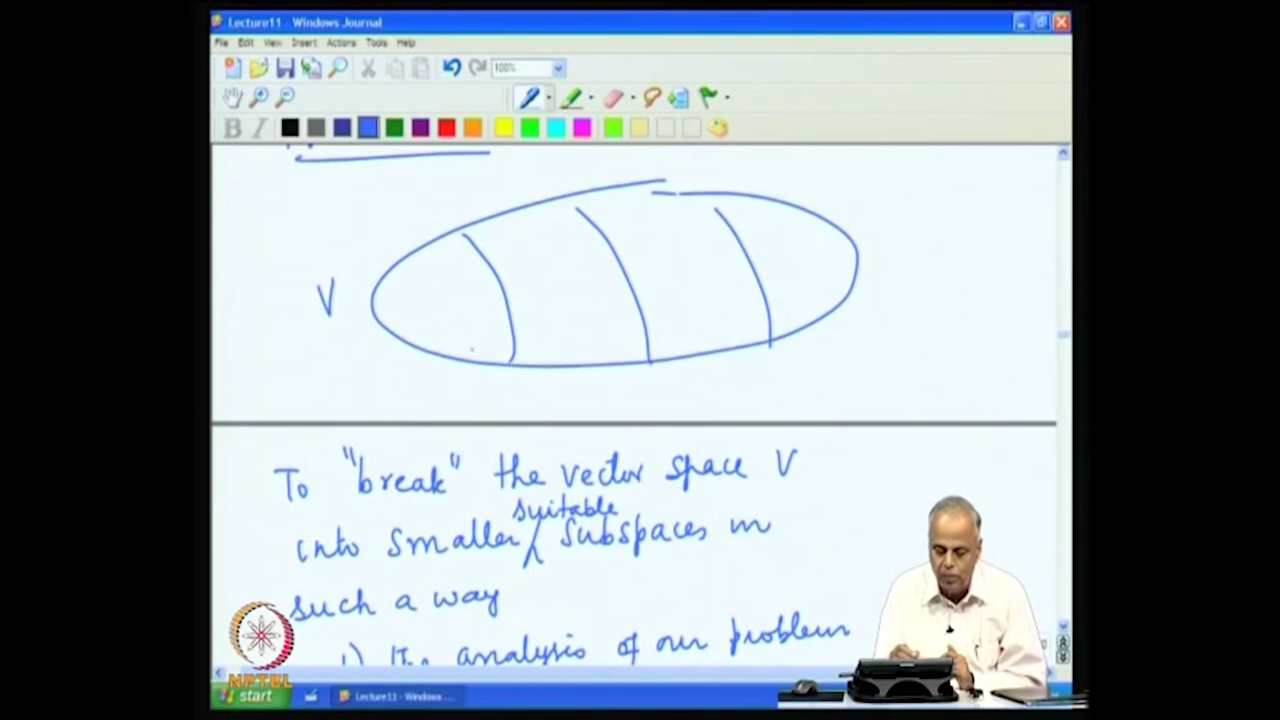 Lecture11 - Windows Journal
File Edit View Insert Actions Tools Help
100%
B I
V
To "break" the vector space V
suitable
into smaller subspaces in
such a way
1) the analysis of our problem
NPTEL
start
Lecture11 - Windows ...